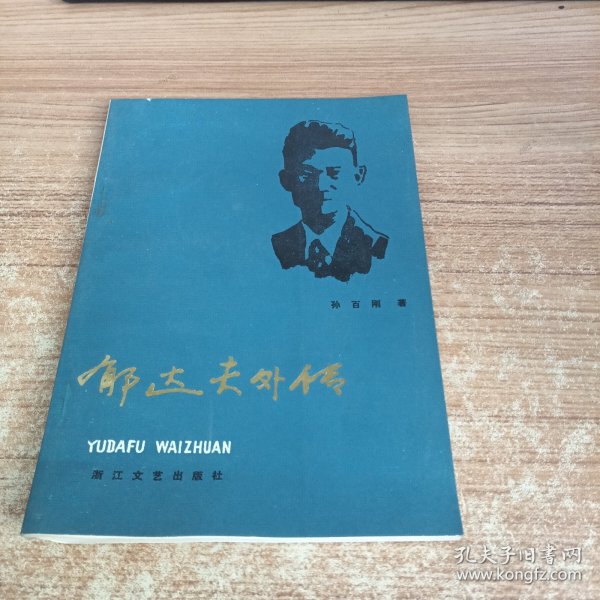 孙百刚 著
郁达夫外传
YUDAFU WAIZHUAN
浙江文艺出版社
孔夫子旧书网
www.kongfz.com